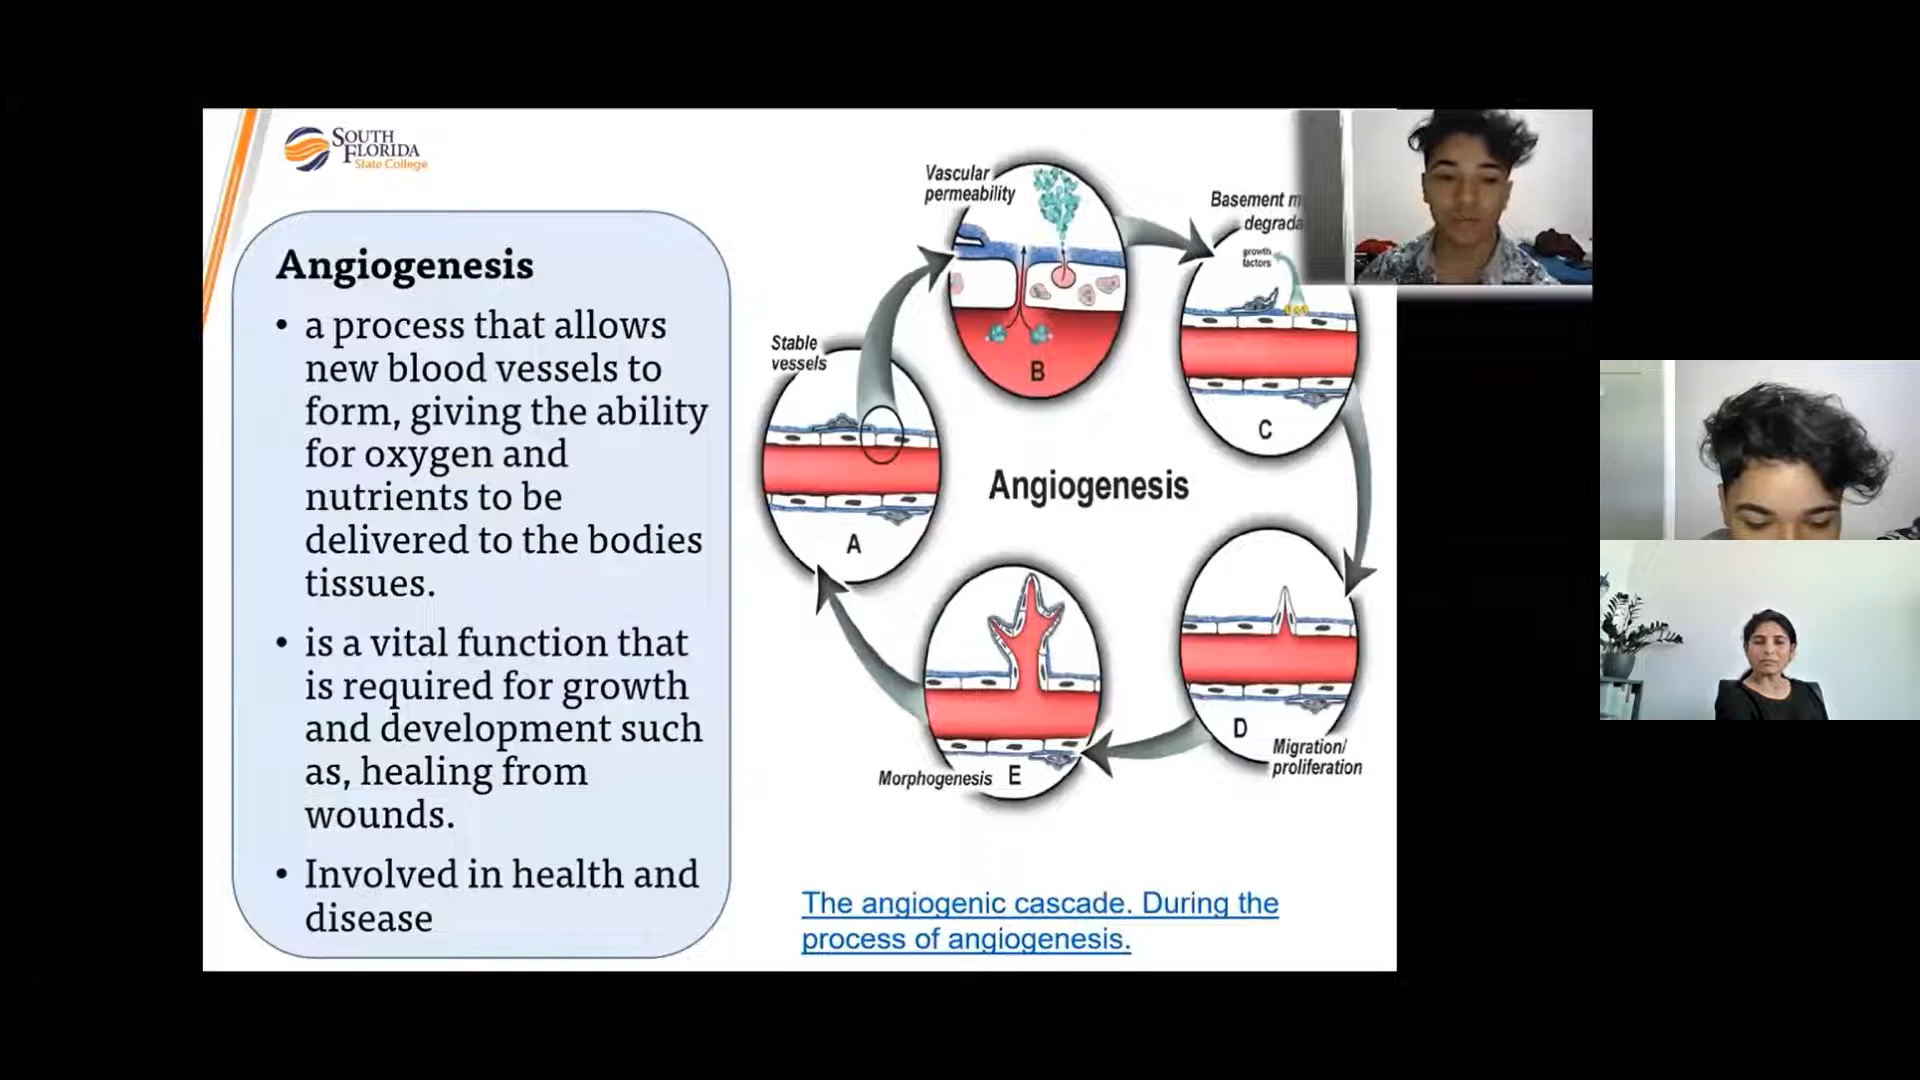 SOUTH
FLORIDA
State College
Angiogenesis
• a process that allows
new blood vessels to
form, giving the ability
for oxygen and
nutrients to be
delivered to the bodies
tissues.
• is a vital function that
is required for growth
and development such
as, healing from
wounds.
• Involved in health and
disease
Vascular
permeability
Basement m
degrada
growth
factors
Stable
vessels
B
C
Angiogenesis
A
D
Migration/
proliferation
Morphogenesis E
The angiogenic cascade. During the
process of angiogenesis.